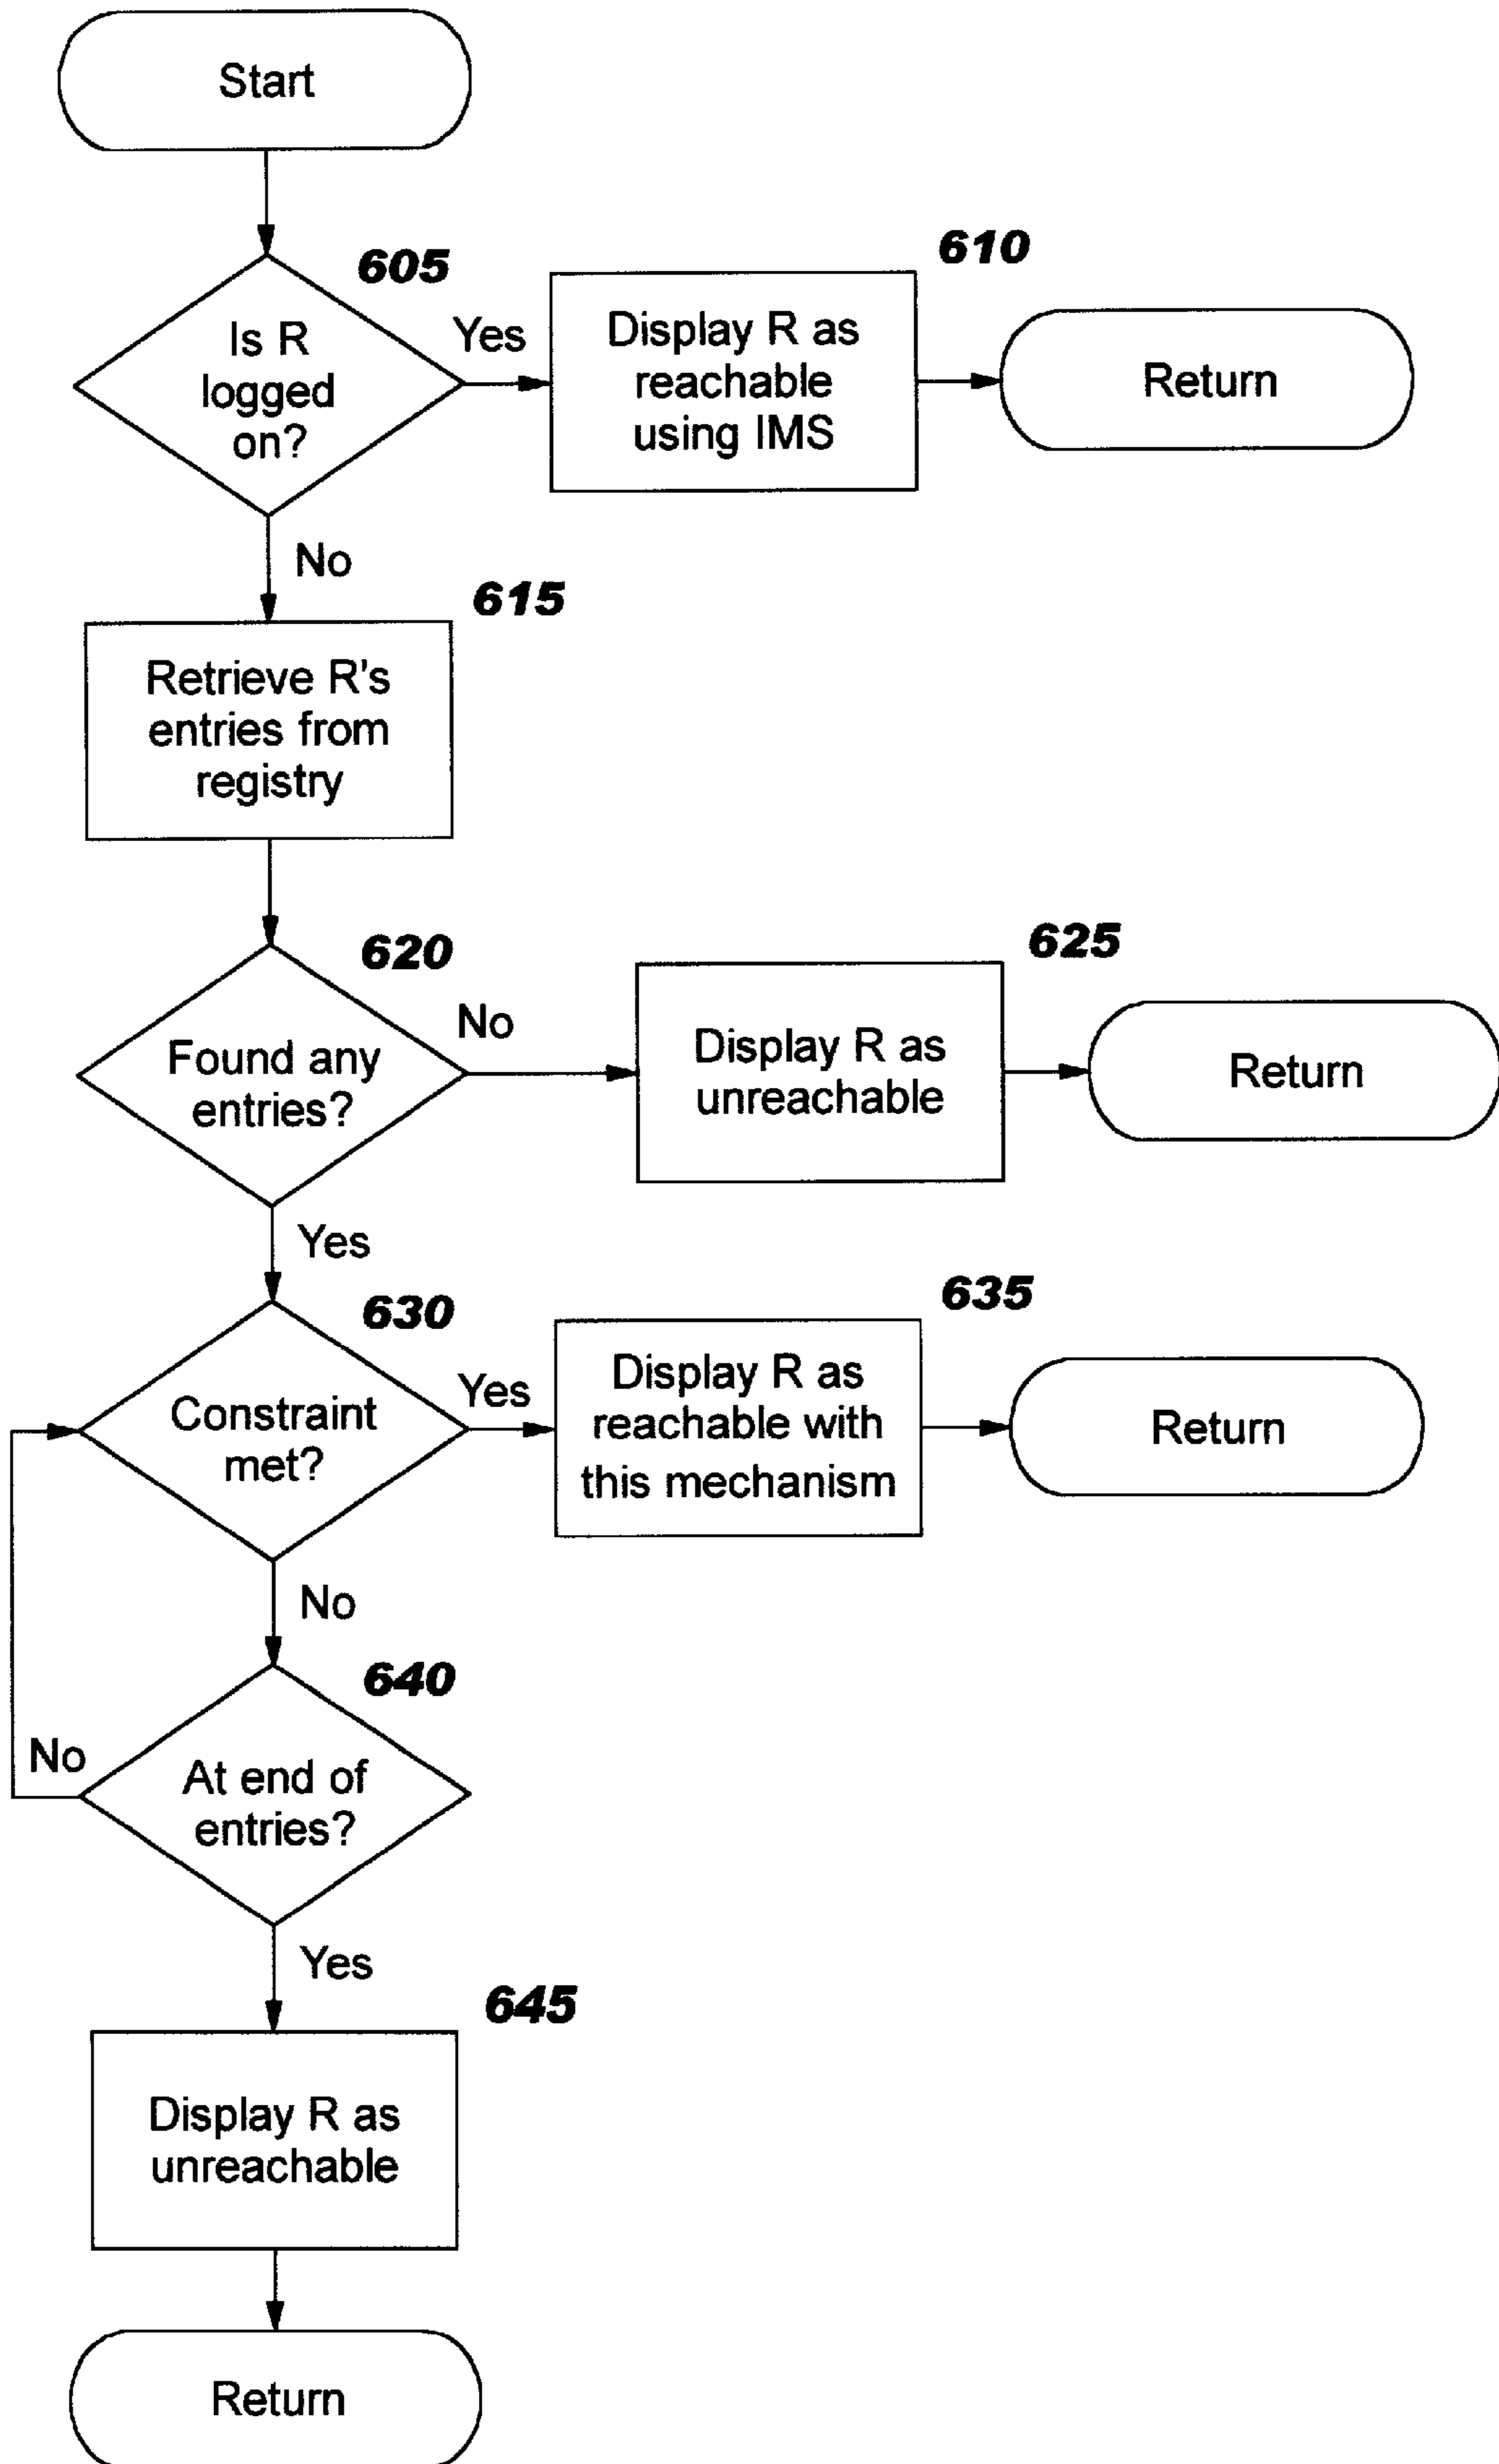 Start
605
Is R
logged
on?
Yes
610
Display R as
reachable
using IMS
Return
No
615
Retrieve R's
entries from
registry
620
Found any
entries?
No
625
Display R as
unreachable
Return
Yes
630
Constraint
met?
Yes
635
Display R as
reachable with
this mechanism
Return
No
640
At end of
entries?
No
Yes
645
Display R as
unreachable
Return